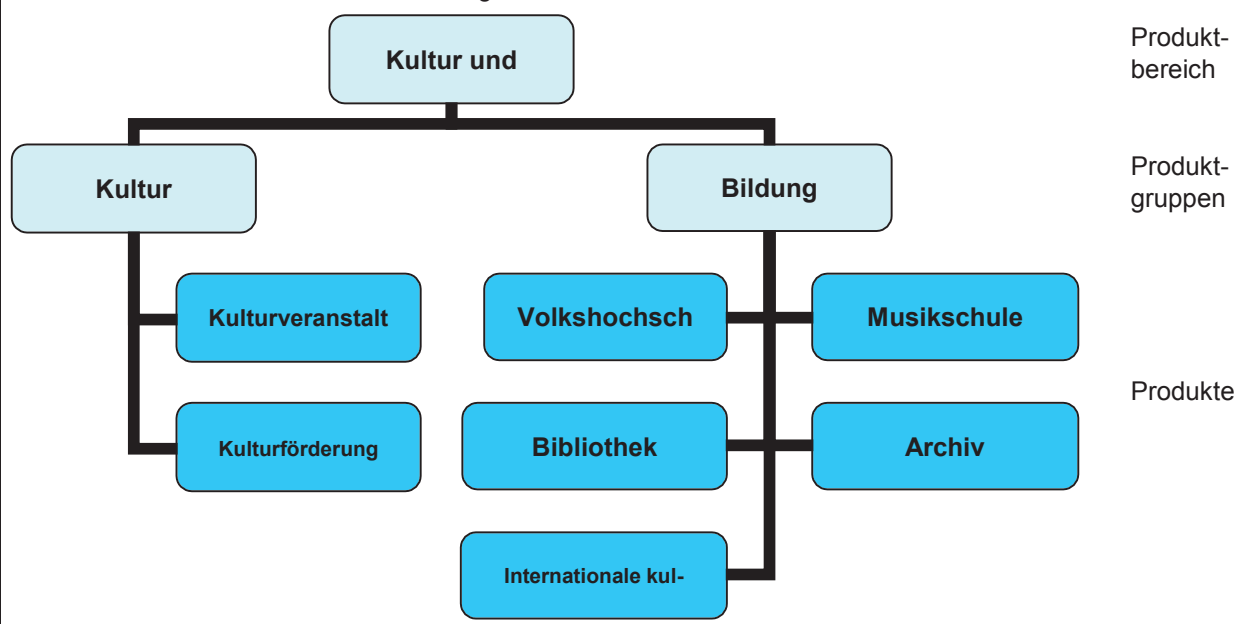 Kultur und
Produkt-
bereich
Kultur
Bildung
Produkt-
gruppen
Kulturveranstalt
Volkshochsch
Musikschule
Produkte
Kulturförderung
Bibliothek
Archiv
Internationale kul-